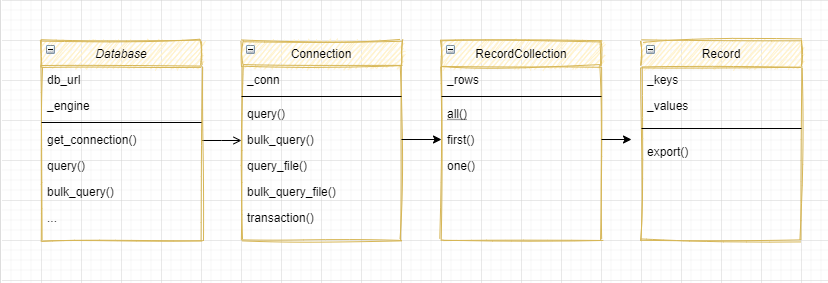 Database
db_url
_engine
get_connection()
query()
bulk_query()
...
Connection
_conn
query()
bulk_query()
query_file()
bulk_query_file()
transaction()
RecordCollection
_rows
all()
first()
one()
Record
_keys
_values
export()